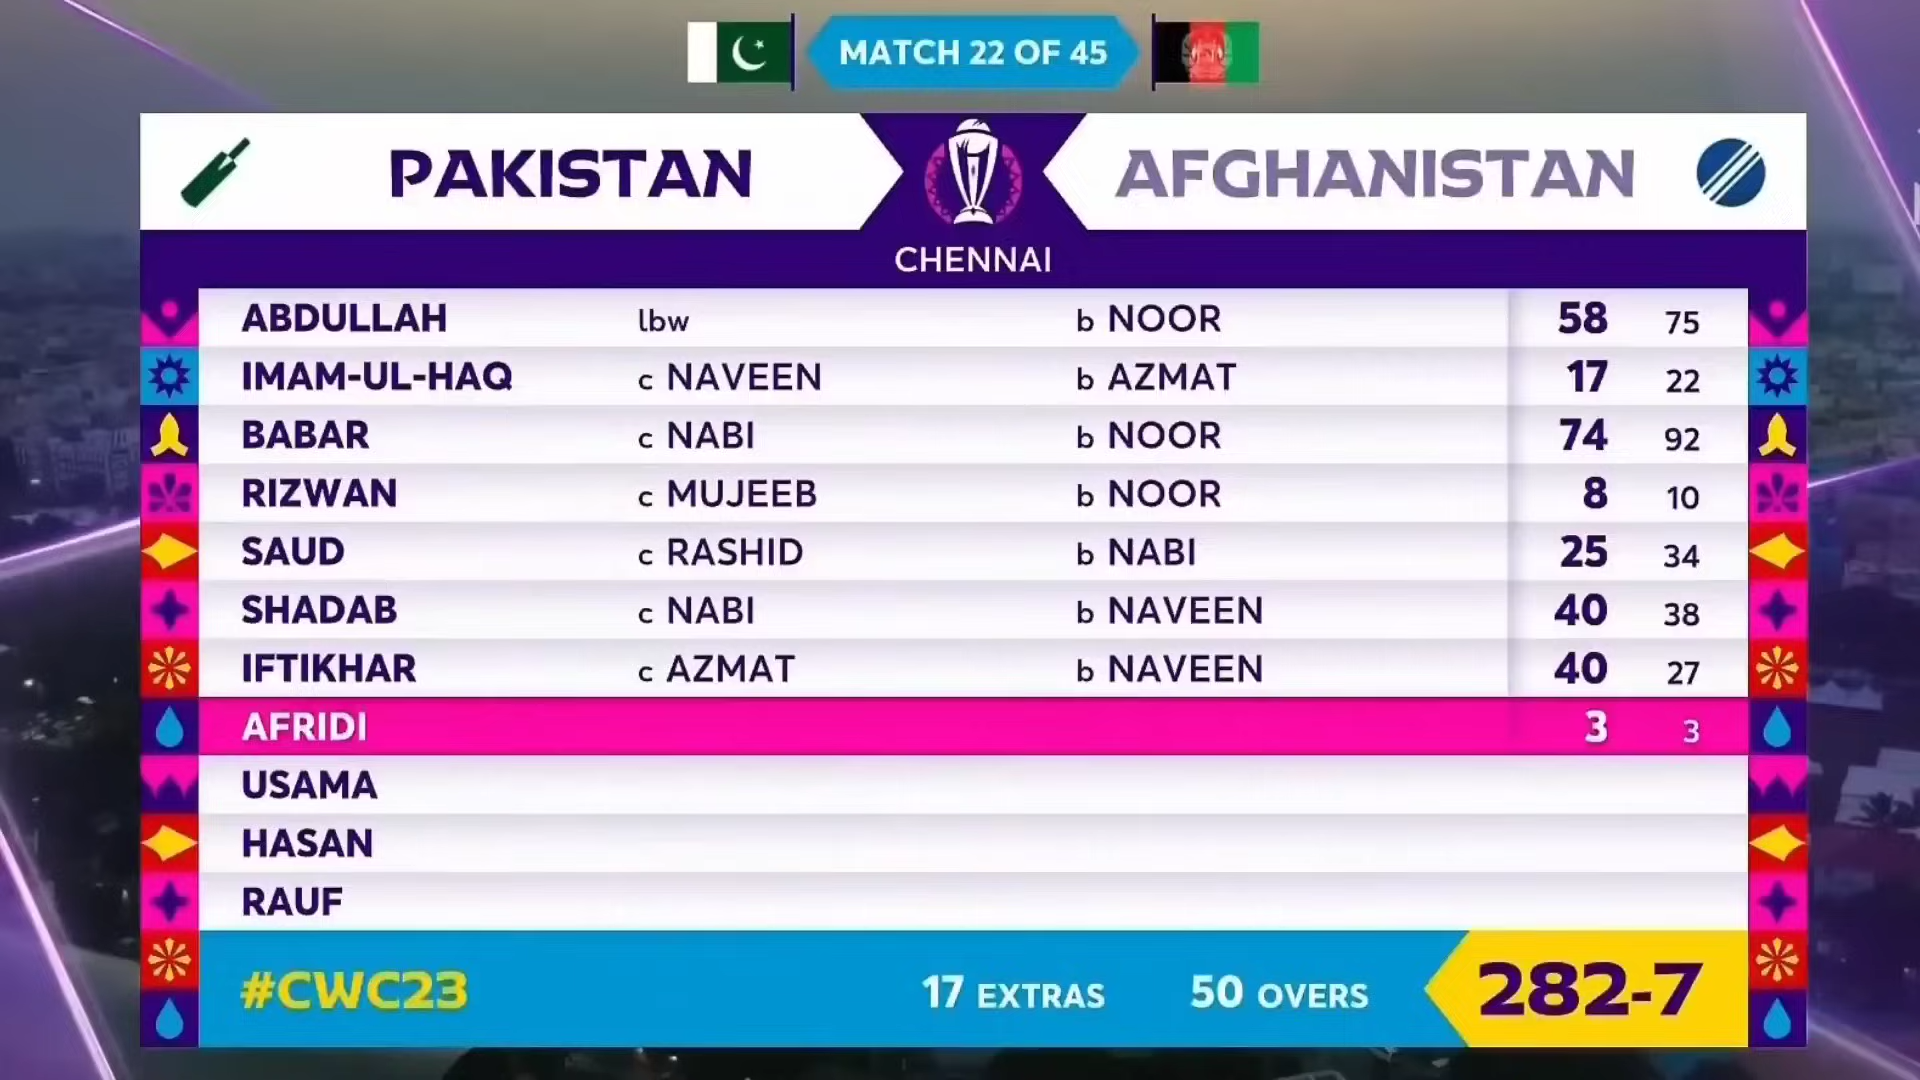 MATCH 22 OF 45
PAKISTAN AFGHANISTAN
CHENNAI
ABDULLAH lbw b NOOR 58 75
IMAM-UL-HAQ c NAVEEN b AZMAT 17 22
BABAR c NABI b NOOR 74 92
RIZWAN c MUJEEB b NOOR 8 10
SAUD c RASHID b NABI 25 34
SHADAB c NABI b NAVEEN 40 38
IFTIKHAR c AZMAT b NAVEEN 40 27
AFRIDI 3 3
USAMA
HASAN
RAUF
#CWC23 17 EXTRAS 50 OVERS 282-7